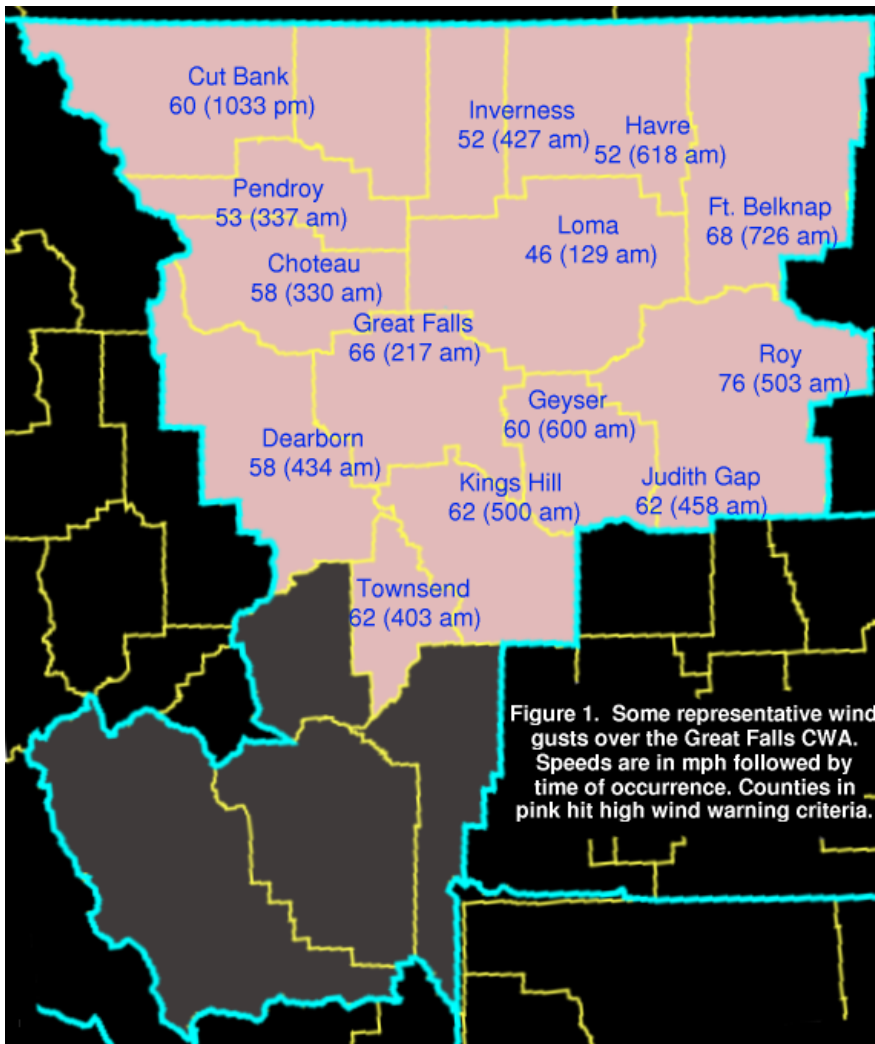 Cut Bank
60 (1033 pm)
Inverness
52 (427 am)
Havre
52 (618 am)
Pendroy
53 (337 am)
Loma
46 (129 am)
Ft. Belknap
68 (726 am)
Choteau
58 (330 am)
Great Falls
66 (217 am)
Roy
76 (503 am)
Geyser
60 (600 am)
Dearborn
58 (434 am)
Kings Hill
62 (500 am)
Judith Gap
62 (458 am)
Townsend
62 (403 am)
Figure 1. Some representative wind
gusts over the Great Falls CWA.
Speeds are in mph followed by
time of occurrence. Counties in
pink hit high wind warning criteria.